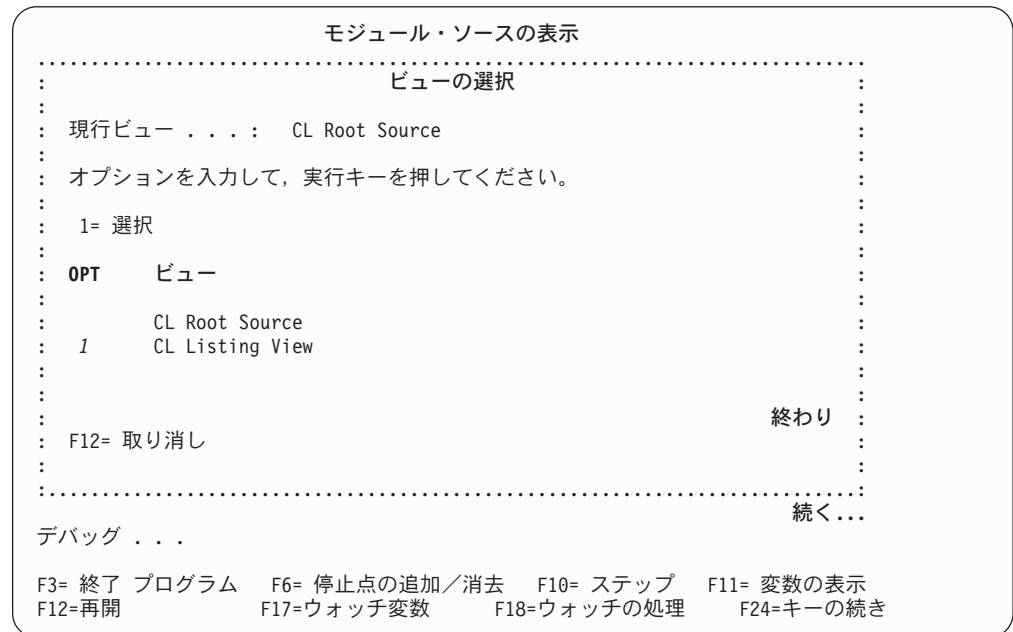 モジュール・ソースの表示
..............................................................................
: ビューの選択 :
: :
: 現行ビュー . . . : CL Root Source :
: :
: オプションを入力して, 実行キーを押してください。 :
: :
: 1= 選択 :
: :
: OPT ビュー :
: :
: CL Root Source :
: 1 CL Listing View :
: :
: :
: 終わり :
: F12= 取り消し :
: :
:............................................................................:
続く...
デバッグ . . .
F3= 終了 プログラム F6= 停止点の追加/消去 F10= ステップ F11= 変数の表示
F12=再開 F17=ウォッチ変数 F18=ウォッチの処理 F24=キーの続き